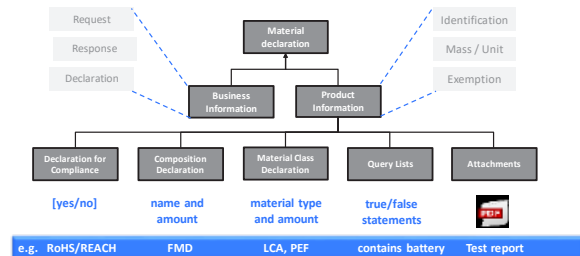 Request
Response
Declaration
Material
declaration
Identification
Mass / Unit
Exemption
Business
Information
Product
Information
Declaration for
Compliance
Composition
Declaration
Material Class
Declaration
Query Lists
Attachments
[yes/no]
name and
amount
material type
and amount
true/false
statements
PDF
e.g. RoHS/REACH FMD LCA, PEF contains battery Test report